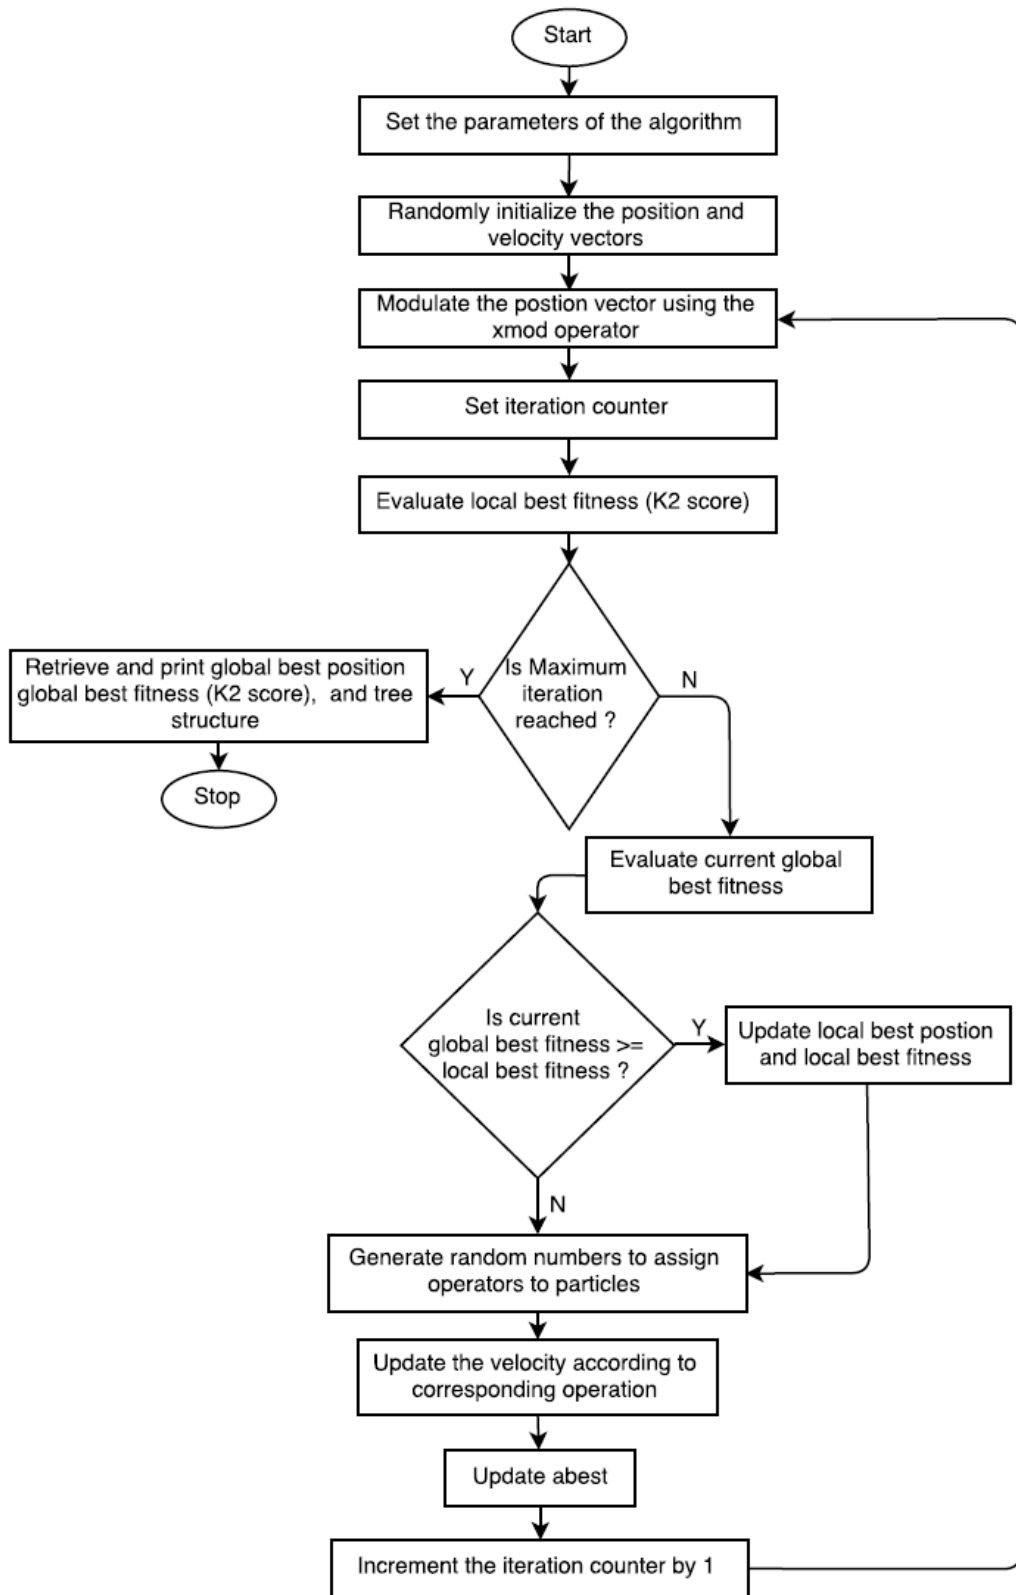 Start
Set the parameters of the algorithm
Randomly initialize the position and
velocity vectors
Modulate the postion vector using the
xmod operator
Set iteration counter
Evaluate local best fitness (K2 score)
Is Maximum
iteration
reached ?
Y
N
Retrieve and print global best position
global best fitness (K2 score), and tree
structure
Stop
Evaluate current global
best fitness
Is current
global best fitness >=
local best fitness ?
Y
Update local best postion
and local best fitness
N
Generate random numbers to assign
operators to particles
Update the velocity according to
corresponding operation
Update abest
Increment the iteration counter by 1